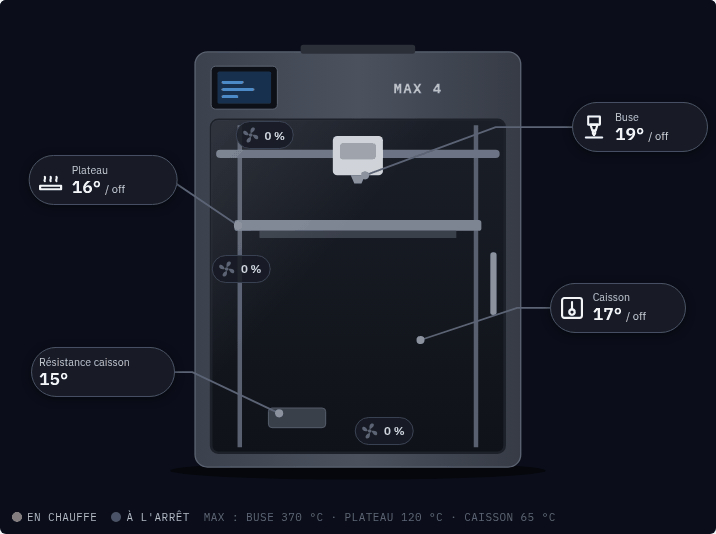 MAX 4
Buse
19° / off
0 %
Plateau
16° / off
0 %
Caisson
17° / off
Résistance caisson
15°
0 %
EN CHAUFFE À L'ARRÊT MAX : BUSE 370 °C · PLATEAU 120 °C · CAISSON 65 °C